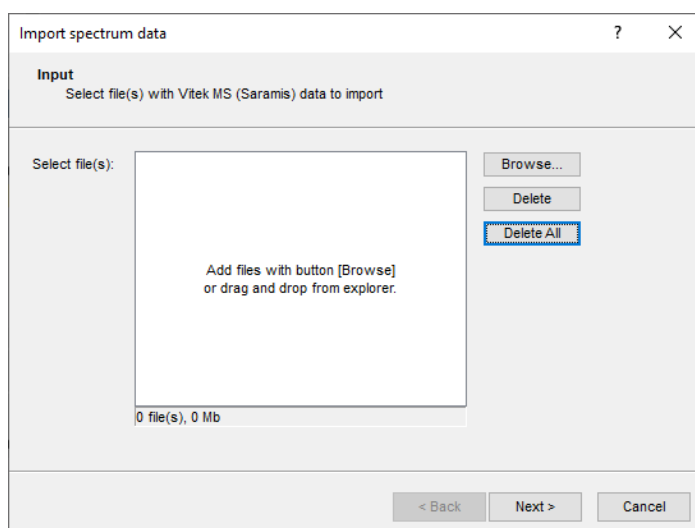 Import spectrum data
?
Input
Select file(s) with Vitek MS (Saramis) data to import
Select file(s):
Browse...
Delete
Delete All
Add files with button [Browse]
or drag and drop from explorer.
0 file(s), 0 Mb
< Back
Next >
Cancel